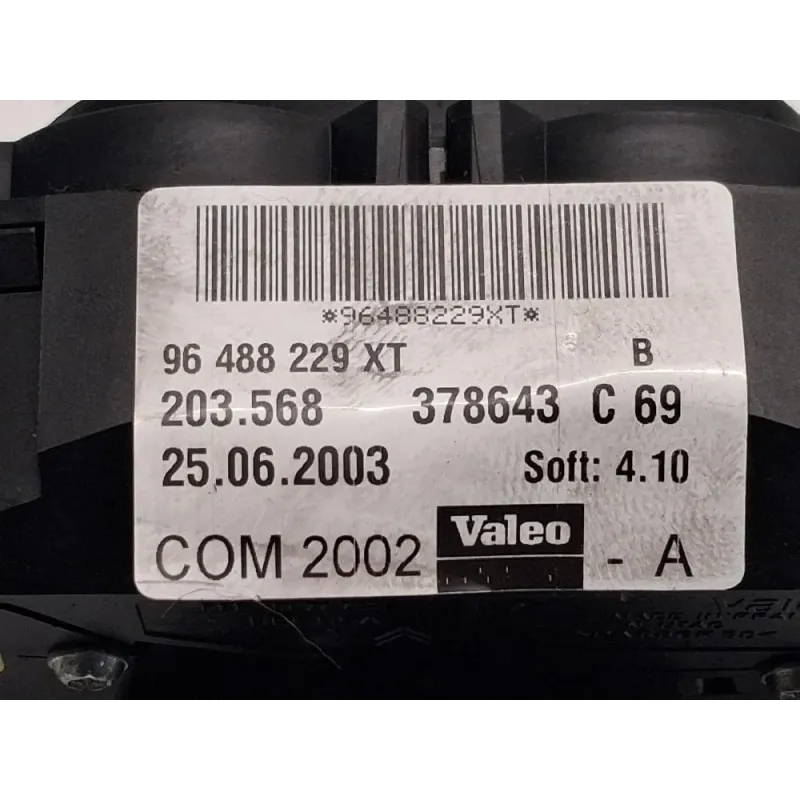 *96488229XT*
96 488 229 XT B
203.568 378643 C 69
25.06.2003 Soft: 4.10
COM 2002 Valeo - A